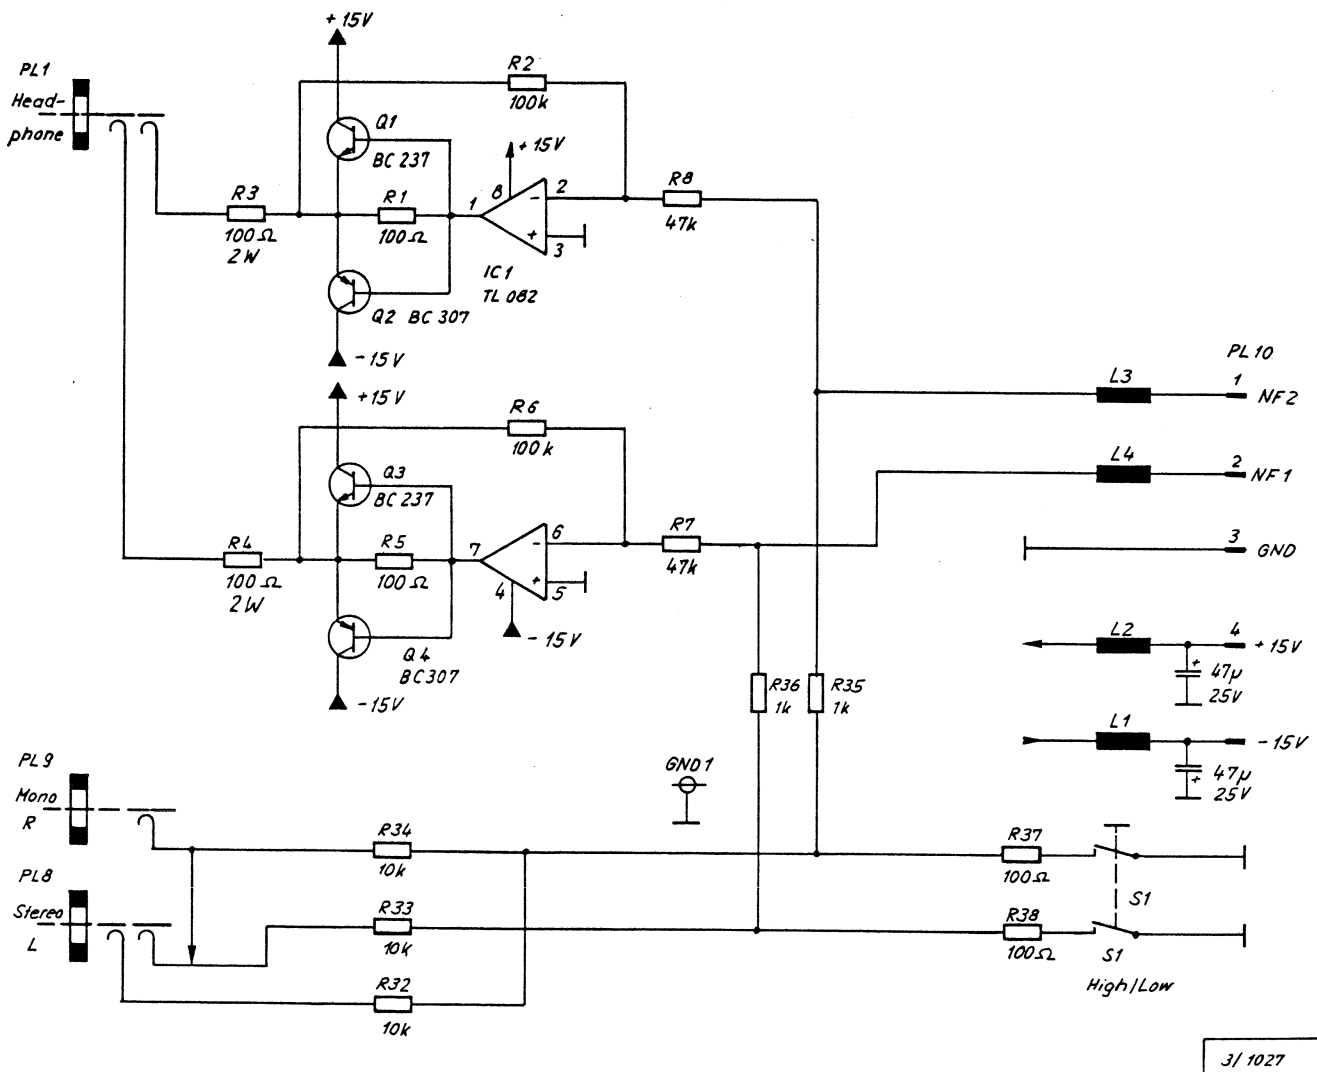 +15V
PL1
Head-
phone
R2
100k
Q1
BC 237
+15V
8
1
2
-
+
3
R3
100Ω
2W
R1
100Ω
R8
47k
IC1
TL 082
Q2 BC 307
-15V
PL10
L3
1
NF2
+15V
R6
100k
L4
2
NF1
Q3
BC 237
R4
100Ω
2W
R5
100Ω
7
6
-
+
5
4
R7
47k
3
GND
-15V
Q4
BC307
-15V
L2
4
+15V
+
47µ
25V
R36
1k
R35
1k
L1
-15V
+
47µ
25V
GND1
PL9
Mono
R
R34
10k
R37
100Ω
S1
PL8
Stereo
L
R33
10k
R38
100Ω
S1
High/Low
R32
10k
3/1027